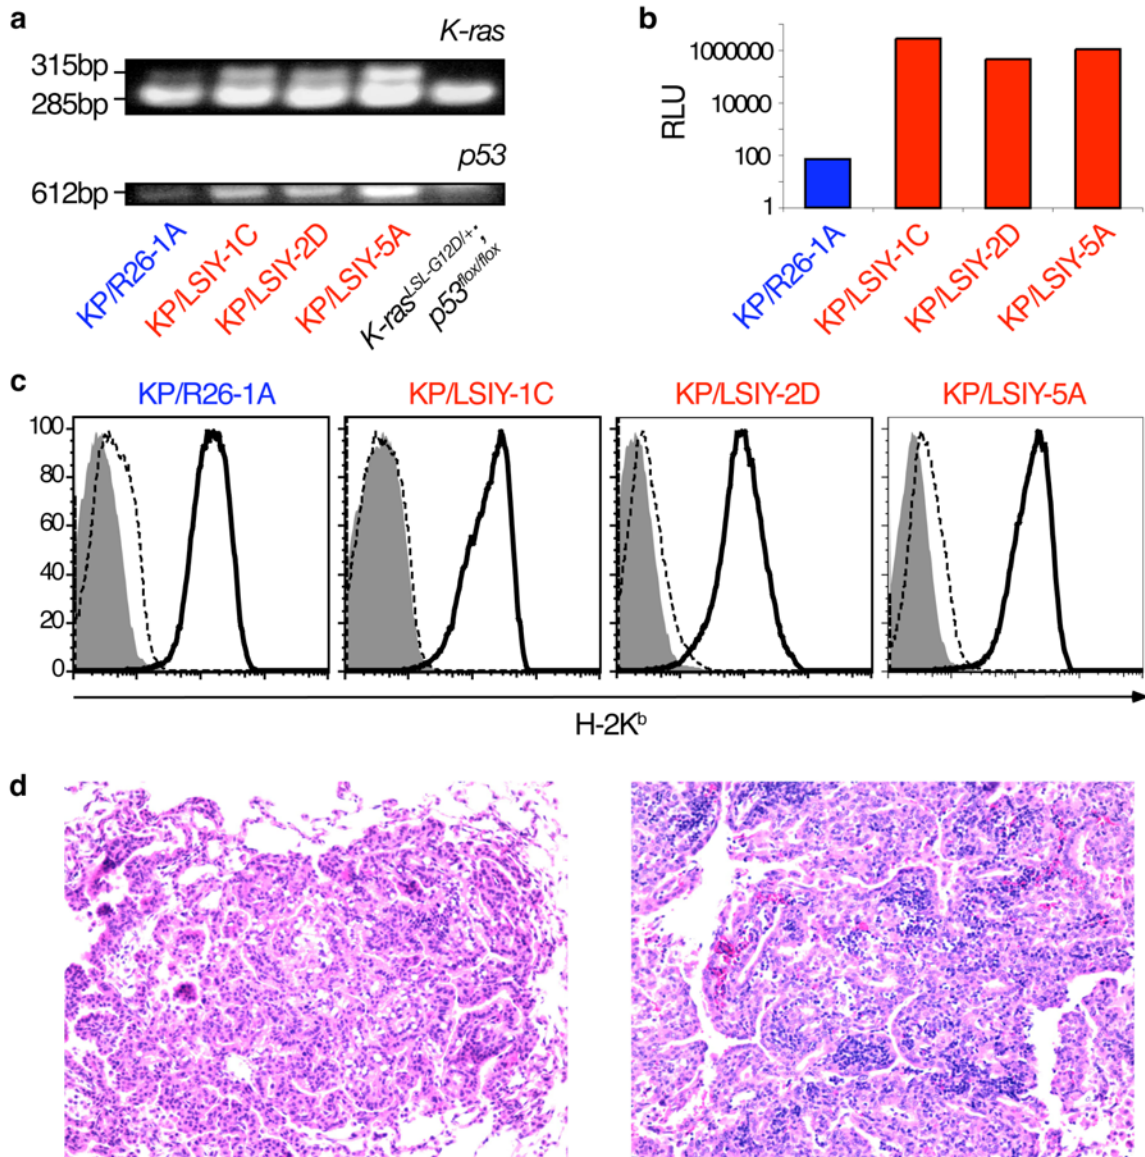 a
K-ras
315bp
285bp
p53
612bp
KP/R26-1A
KP/LSIY-1C
KP/LSIY-2D
KP/LSIY-5A
K-rasLSL-G12D/+;
p53flox/flox
b
RLU
1000000
10000
100
1
KP/R26-1A
KP/LSIY-1C
KP/LSIY-2D
KP/LSIY-5A
c
KP/R26-1A KP/LSIY-1C KP/LSIY-2D KP/LSIY-5A
100
80
60
40
20
0
H-2Kb
d